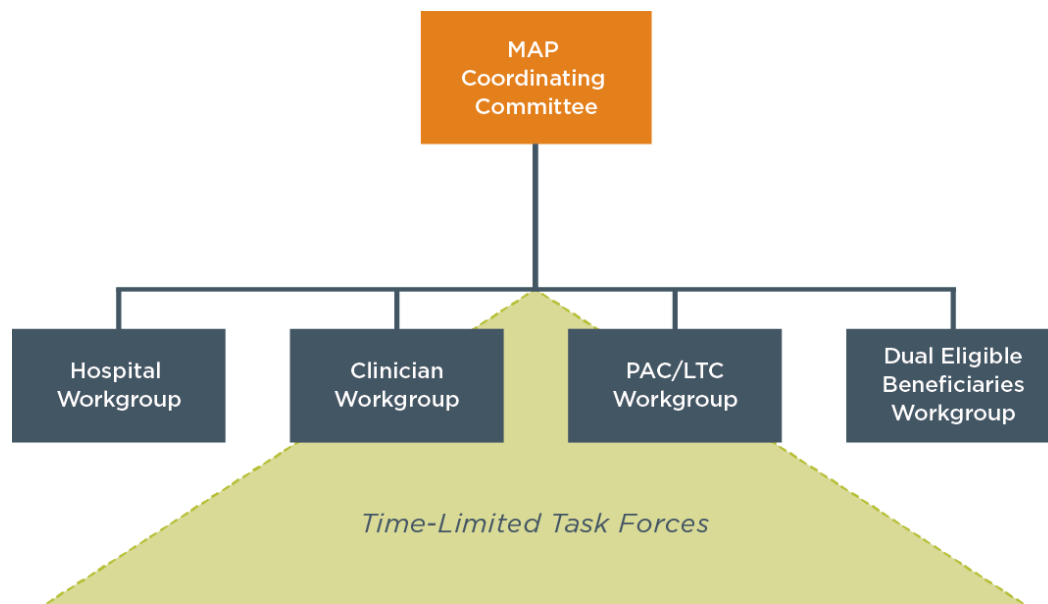 MAP
Coordinating
Committee
Hospital
Workgroup
Clinician
Workgroup
PAC/LTC
Workgroup
Dual Eligible
Beneficiaries
Workgroup
Time-Limited Task Forces